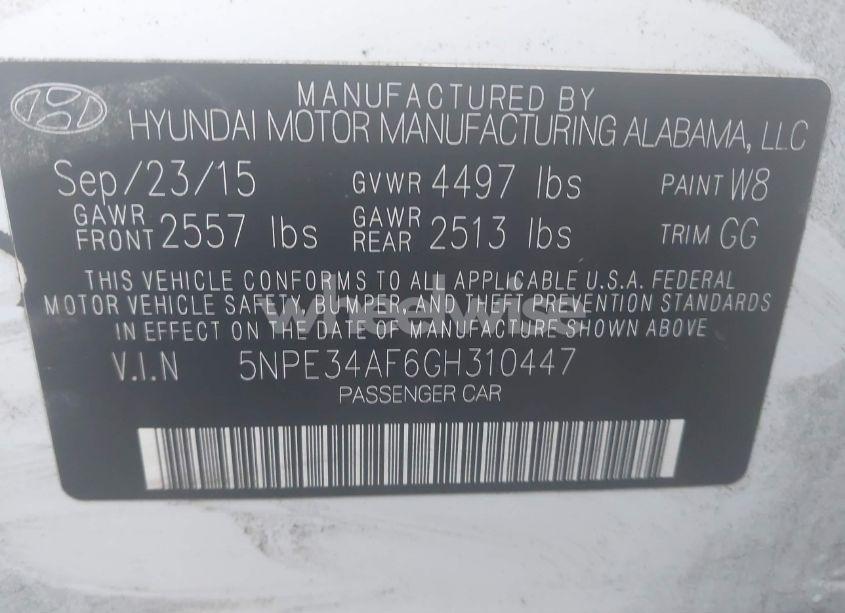 MANUFACTURED BY
HYUNDAI MOTOR MANUFACTURING ALABAMA, LLC
Sep/23/15 GVWR 4497 lbs PAINT W8
GAWR FRONT 2557 lbs GAWR REAR 2513 lbs TRIM GG
THIS VEHICLE CONFORMS TO ALL APPLICABLE U.S.A. FEDERAL
MOTOR VEHICLE SAFETY, BUMPER, AND THEFT PREVENTION STANDARDS
IN EFFECT ON THE DATE OF MANUFACTURE SHOWN ABOVE
wheelwise
V.I.N 5NPE34AF6GH310447
PASSENGER CAR